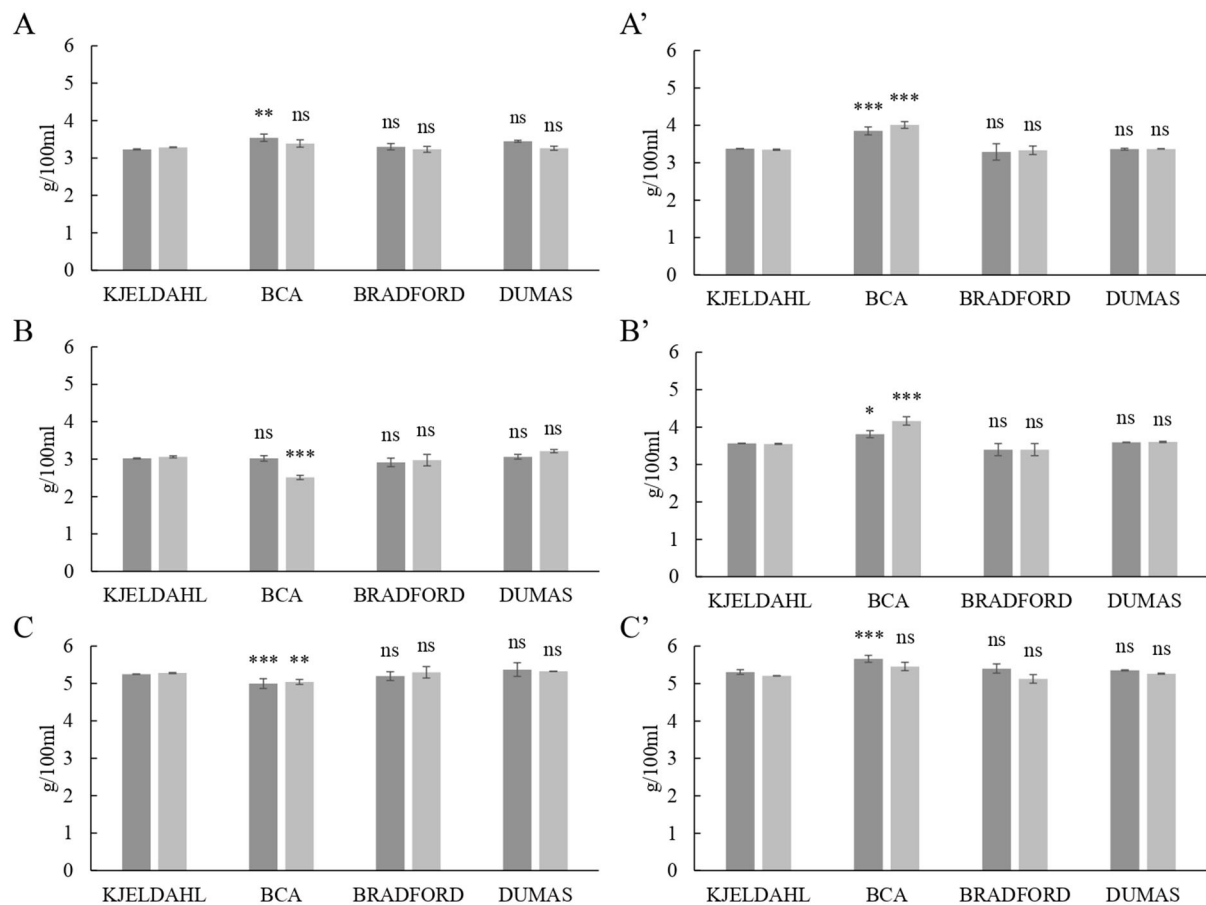 A
6
5
4
3
2
1
0
g/100ml
** ns ns ns ns ns
KJELDAHL BCA BRADFORD DUMAS
A’
6
5
4
3
2
1
0
g/100ml
*** *** ns ns ns ns
KJELDAHL BCA BRADFORD DUMAS
B
6
5
4
3
2
1
0
g/100ml
ns *** ns ns ns ns
KJELDAHL BCA BRADFORD DUMAS
B’
6
5
4
3
2
1
0
g/100ml
* *** ns ns ns ns
KJELDAHL BCA BRADFORD DUMAS
C
6
5
4
3
2
1
0
g/100ml
*** ** ns ns ns ns
KJELDAHL BCA BRADFORD DUMAS
C’
6
5
4
3
2
1
0
g/100ml
*** ns ns ns ns ns
KJELDAHL BCA BRADFORD DUMAS